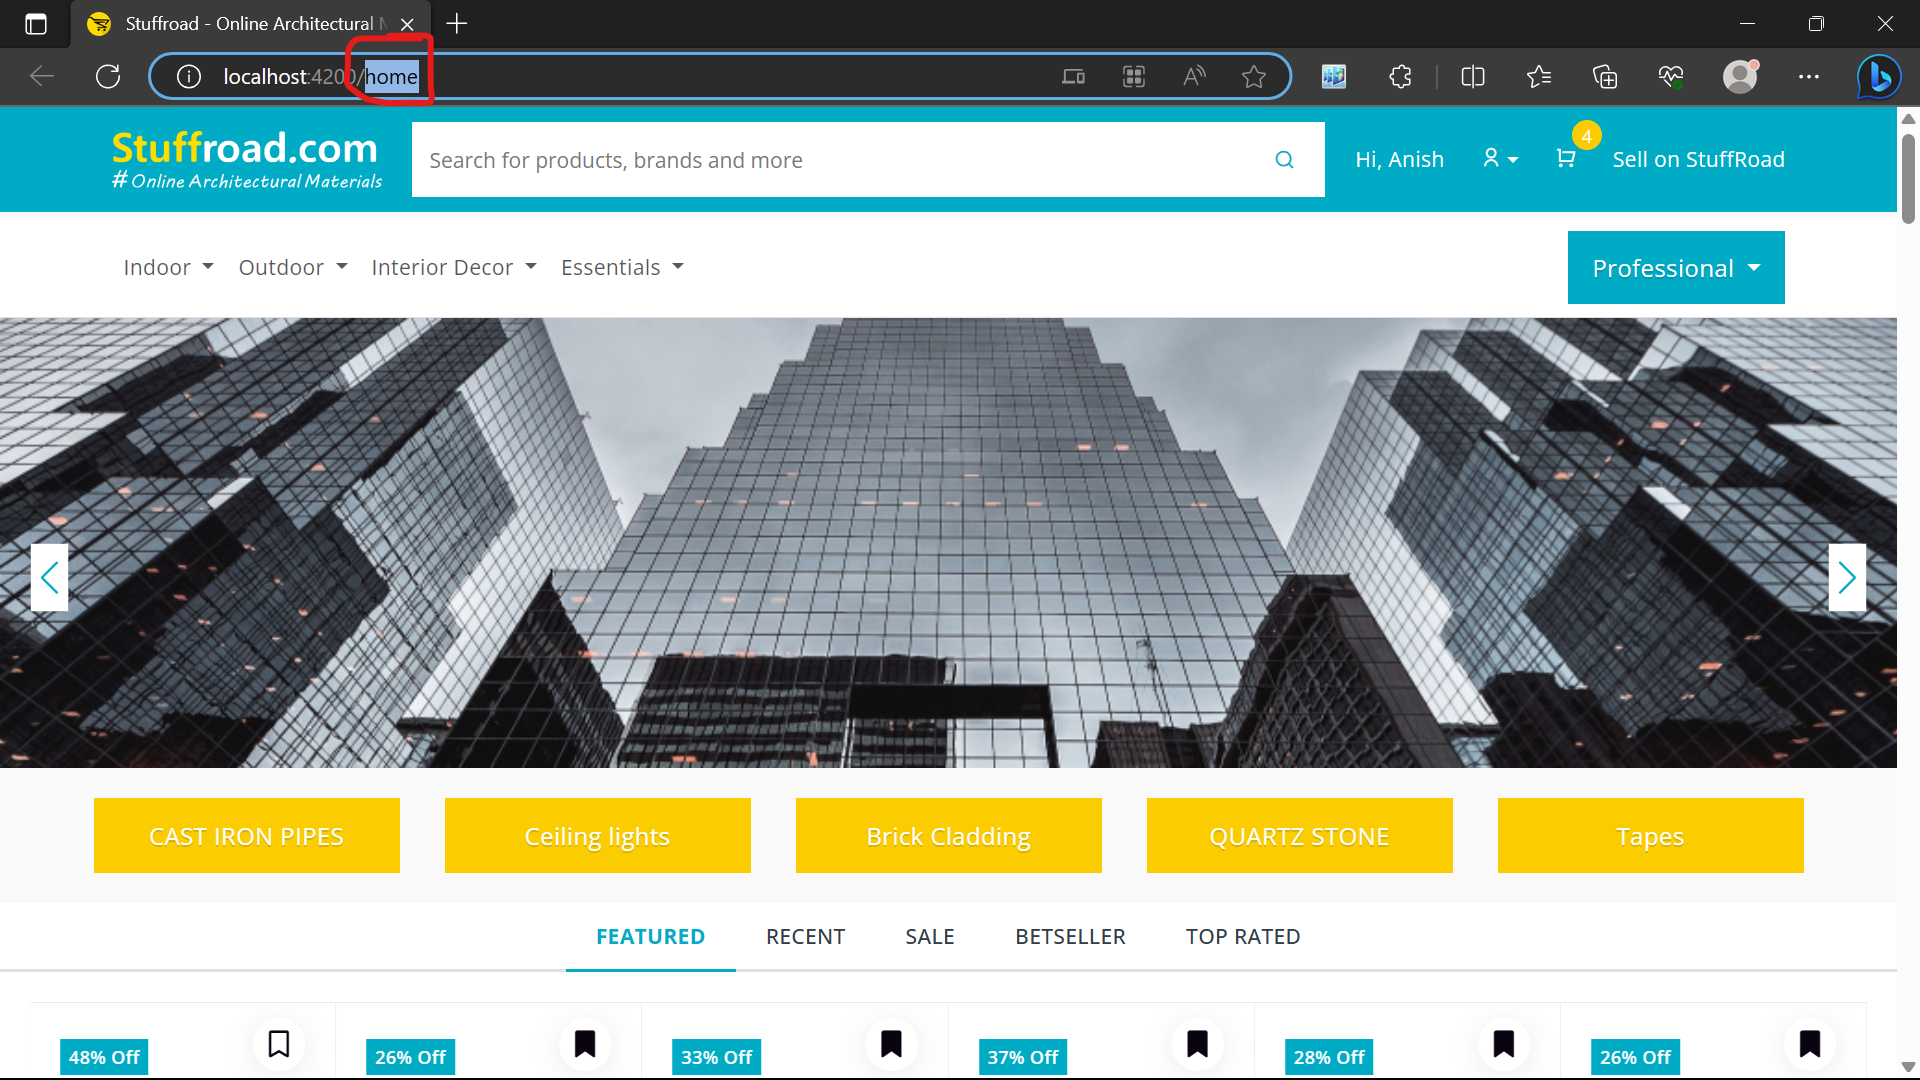 Stuffroad - Online Architectural M
localhost:4200/home
4
Stuffroad.com
# Online Architectural Materials
Search for products, brands and more
Hi, Anish
Sell on StuffRoad
Indoor
Outdoor
Interior Decor
Essentials
Professional
CAST IRON PIPES
Ceiling lights
Brick Cladding
QUARTZ STONE
Tapes
FEATURED
RECENT
SALE
BETSELLER
TOP RATED
48% Off
26% Off
33% Off
37% Off
28% Off
26% Off